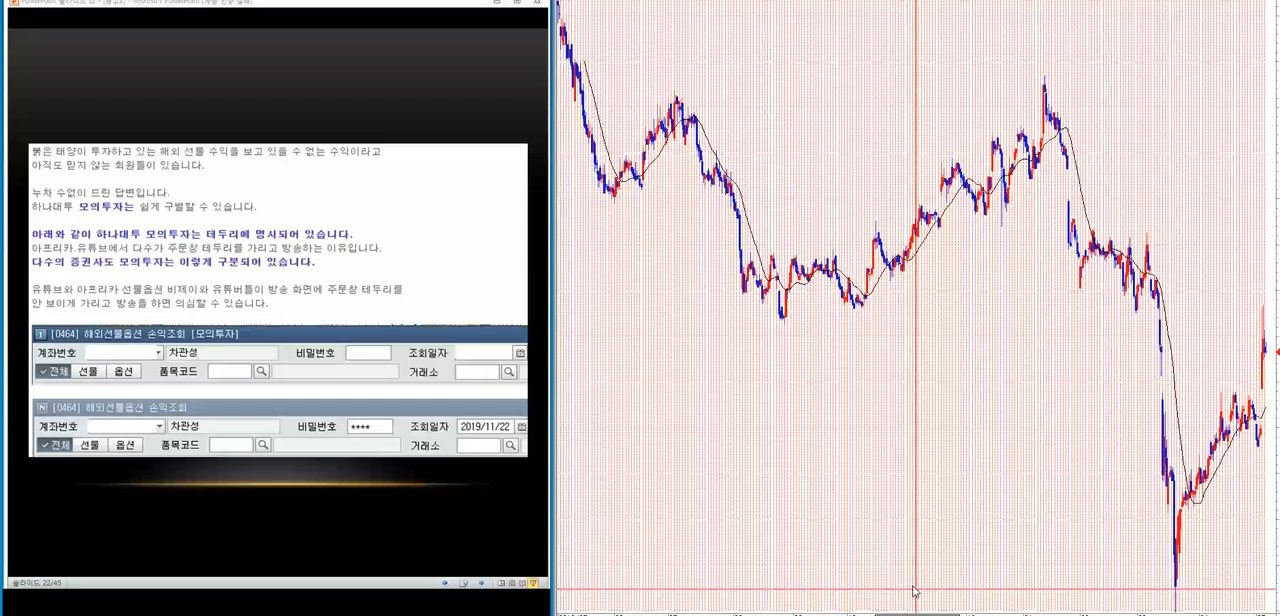 붉은 태양이 투자하고 있는 해외 선물 수익을 보고 있을 수 없는 수익이라고
아직도 믿지 않는 회원들이 있습니다.
누차 수없이 드린 답변입니다.
하나대투 모의투자는 쉽게 구별할 수 있습니다.
아래와 같이 하나대투 모의투자는 테두리에 명시되어 있습니다.
아프리카.유튜브에서 다수가 주문창 테두리를 가리고 방송하는 이유입니다.
다수의 증권사도 모의투자는 이렇게 구분되어 있습니다.
유튜브와 아프리카 선물옵션 비제이와 유튜버들이 방송 화면에 주문창 테두리를
안 보이게 가리고 방송을 하면 의심할 수 있습니다.
[0464] 해외선물옵션 손익조회 [모의투자]
계좌번호 차관성 비밀번호 조회일자
전체 선물 옵션 품목코드 거래소
[0464] 해외선물옵션 손익조회
계좌번호 차관성 비밀번호 **** 조회일자 2019/11/22
전체 선물 옵션 품목코드 거래소
슬라이드 22/45